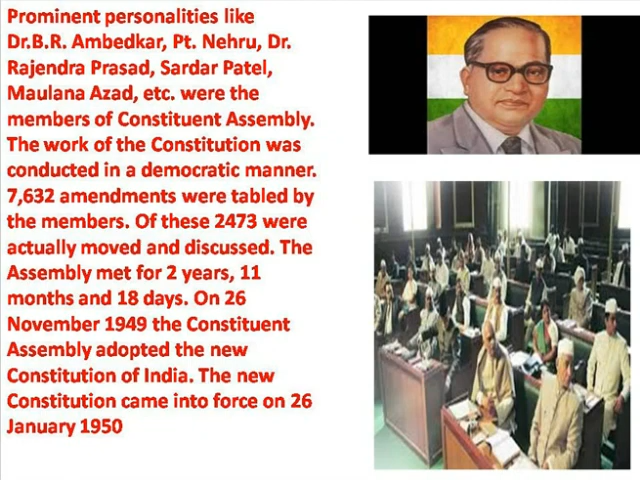 Prominent personalities like
Dr.B.R. Ambedkar, Pt. Nehru, Dr.
Rajendra Prasad, Sardar Patel,
Maulana Azad, etc. were the
members of Constituent Assembly.
The work of the Constitution was
conducted in a democratic manner.
7,632 amendments were tabled by
the members. Of these 2473 were
actually moved and discussed. The
Assembly met for 2 years, 11
months and 18 days. On 26
November 1949 the Constituent
Assembly adopted the new
Constitution of India. The new
Constitution came into force on 26
January 1950